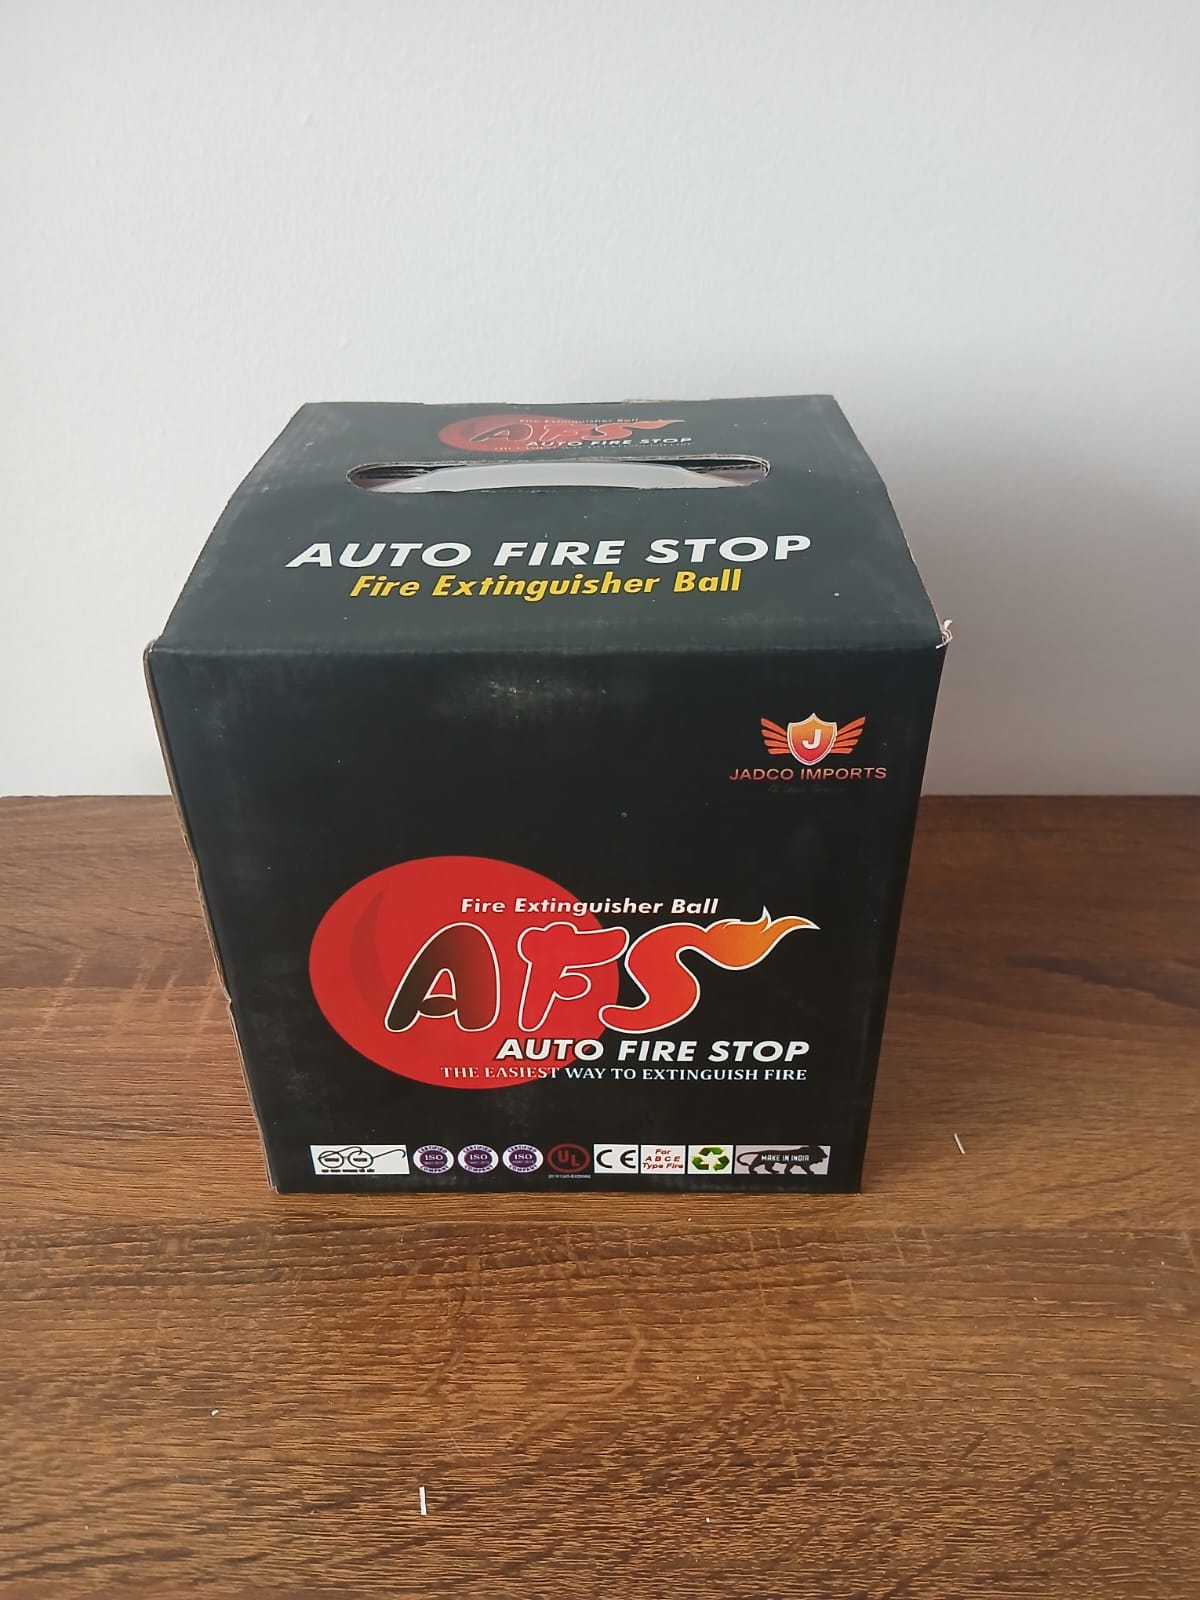 Fire Extinguisher Ball
AFS
AUTO FIRE STOP
AUTO FIRE STOP
Fire Extinguisher Ball
J
JADCO IMPORTS
Fire Extinguisher Ball
AFS
AUTO FIRE STOP
THE EASIEST WAY TO EXTINGUISH FIRE
ISO
ISO
ISO
UL
CE
For
A B C E
Type Fire
MAKE IN INDIA